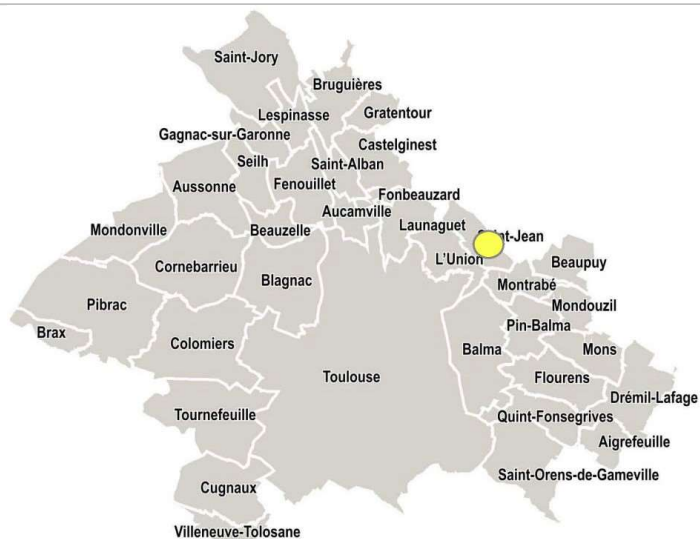 Saint-Jory
Bruguières
Lespinasse
Gratentour
Gagnac-sur-Garonne
Castelginest
Seilh
Saint-Alban
Aussonne
Fenouillet
Fonbeauzard
Aucamville
Launaguet
Mondonville
Beauzelle
nt-Jean
L'Union
Beaupuy
Cornebarrieu
Blagnac
Montrabé
Pibrac
Mondouzil
Pin-Balma
Brax
Colomiers
Balma
Mons
Toulouse
Flourens
Drémil-Lafage
Tournefeuille
Quint-Fonsegrives
Aigrefeuille
Saint-Orens-de-Gameville
Cugnaux
Villeneuve-Tolosane